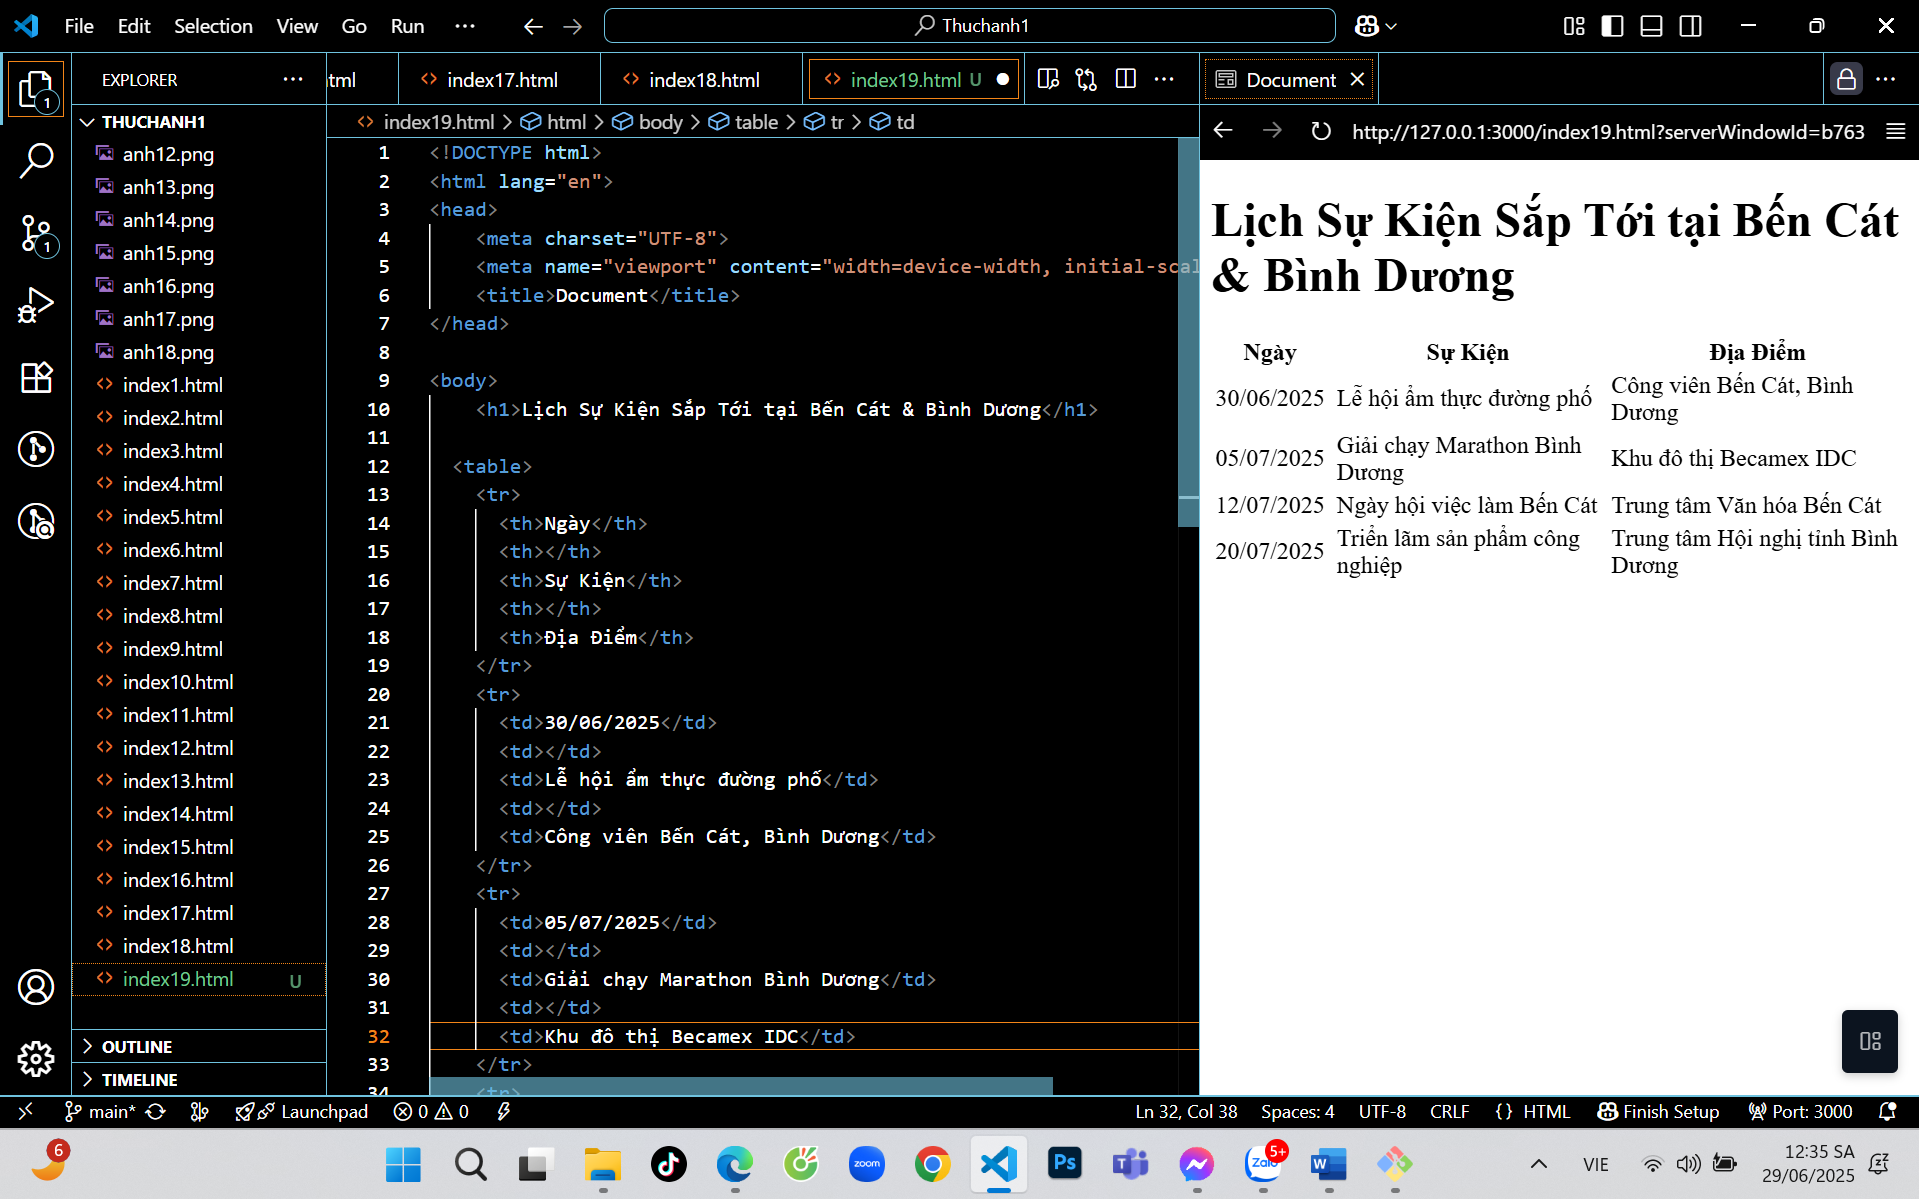 File Edit Selection View Go Run ··· Thuchanh1
EXPLORER ···
THUCHANH1
anh12.png
anh13.png
anh14.png
anh15.png
anh16.png
anh17.png
anh18.png
index1.html
index2.html
index3.html
index4.html
index5.html
index6.html
index7.html
index8.html
index9.html
index10.html
index11.html
index12.html
index13.html
index14.html
index15.html
index16.html
index17.html
index18.html
index19.html U
OUTLINE
TIMELINE
1
1
tml index17.html index18.html index19.html U
index19.html > html > body > table > tr > td
1 <!DOCTYPE html>
2 <html lang="en">
3 <head>
4 <meta charset="UTF-8">
5 <meta name="viewport" content="width=device-width, initial-scal
6 <title>Document</title>
7 </head>
8
9 <body>
10 <h1>Lịch Sự Kiện Sắp Tới tại Bến Cát & Bình Dương</h1>
11
12 <table>
13 <tr>
14 <th>Ngày</th>
15 <th></th>
16 <th>Sự Kiện</th>
17 <th></th>
18 <th>Địa Điểm</th>
19 </tr>
20 <tr>
21 <td>30/06/2025</td>
22 <td></td>
23 <td>Lễ hội ẩm thực đường phố</td>
24 <td></td>
25 <td>Công viên Bến Cát, Bình Dương</td>
26 </tr>
27 <tr>
28 <td>05/07/2025</td>
29 <td></td>
30 <td>Giải chạy Marathon Bình Dương</td>
31 <td></td>
32 <td>Khu đô thị Becamex IDC</td>
33 </tr>
34 <tr>
Document
http://127.0.0.1:3000/index19.html?serverWindowId=b763
Lịch Sự Kiện Sắp Tới tại Bến Cát
& Bình Dương
Ngày Sự Kiện Địa Điểm
30/06/2025 Lễ hội ẩm thực đường phố Công viên Bến Cát, Bình
Dương
05/07/2025 Giải chạy Marathon Bình
Dương Khu đô thị Becamex IDC
12/07/2025 Ngày hội việc làm Bến Cát Trung tâm Văn hóa Bến Cát
20/07/2025 Triển lãm sản phẩm công
nghiệp Trung tâm Hội nghị tỉnh Bình
Dương
main* Launchpad 0 0 Ln 32, Col 38 Spaces: 4 UTF-8 CRLF {} HTML Finish Setup Port: 3000
6 zoom Ps T Zalo 5+ W VIE 12:35 SA
29/06/2025